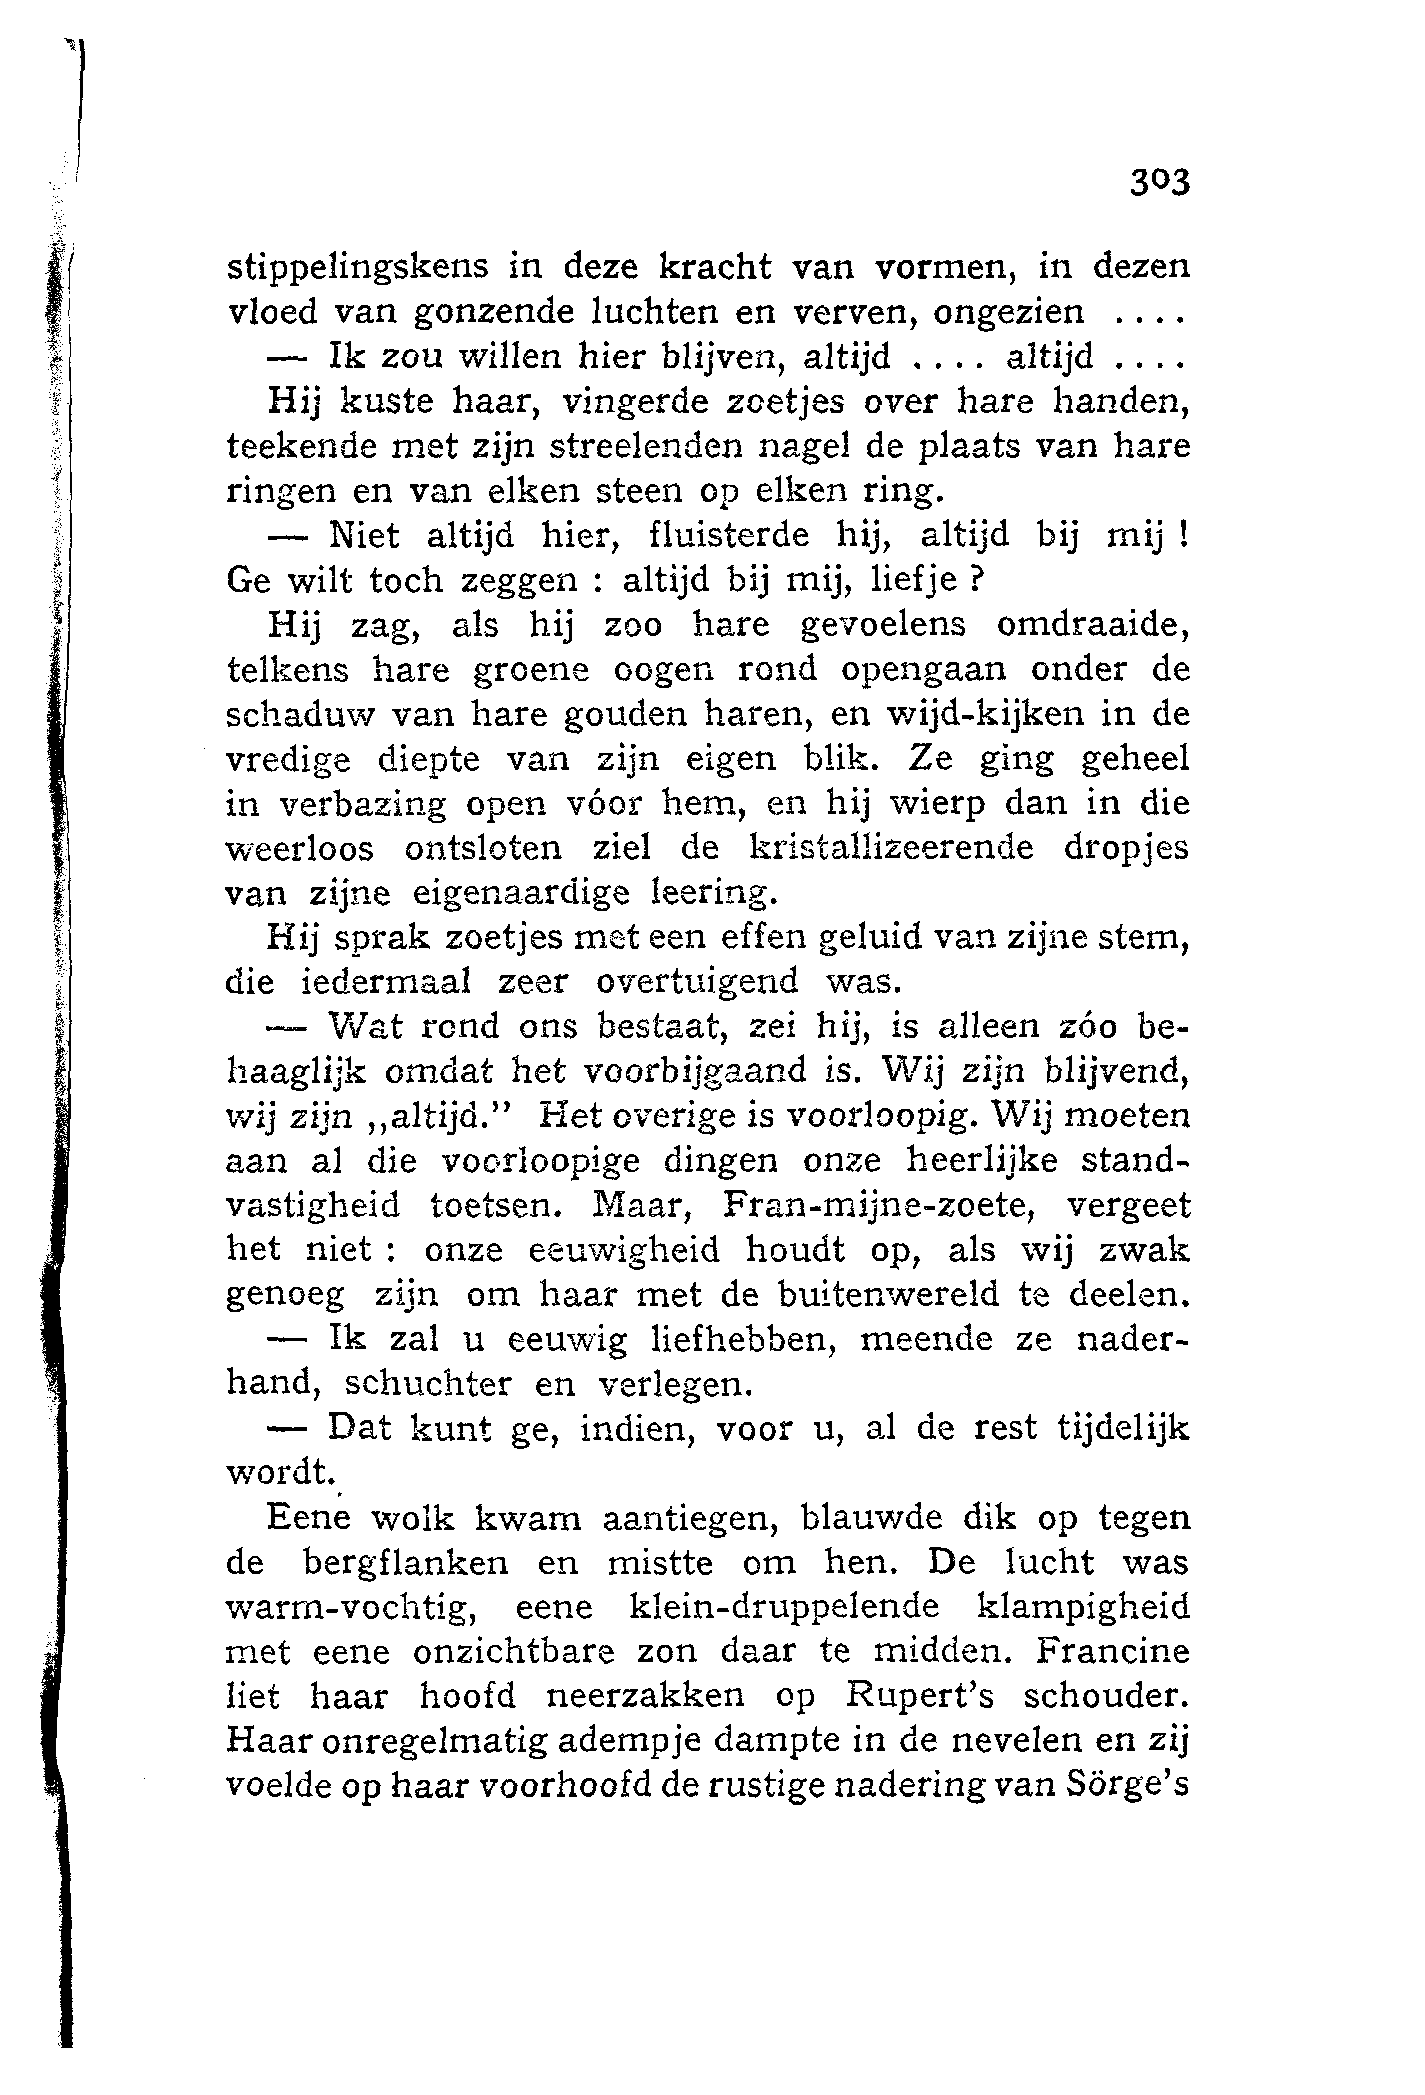 303
stippelingskens in deze kracht van vormen, in dezen
vloed van gonzende luchten en verven, ongezien ....
— Ik zou willen hier blijven, altijd .... altijd ....
Hij kuste haar, vingerde zoetjes over hare handen,
teekende met zijn streelenden nagel de plaats van hare
ringen en van elken steen op elken ring.
— Niet altijd hier, fluisterde hij, altijd bij mij !
Ge wilt toch zeggen : altijd bij mij, liefje ?
Hij zag, als hij zoo hare gevoelens omdraaide,
telkens hare groene oogen rond opengaan onder de
schaduw van hare gouden haren, en wijd-kijken in de
vredige diepte van zijn eigen blik. Ze ging geheel
in verbazing open vóor hem, en hij wierp dan in die
weerloos ontsloten ziel de kristallizeerende dropjes
van zijne eigenaardige leering.
Hij sprak zoetjes met een effen geluid van zijne stem,
die iedermaal zeer overtuigend was.
— Wat rond ons bestaat, zei hij, is alleen zóo be-
haaglijk omdat het voorbijgaand is. Wij zijn blijvend,
wij zijn ,,altijd.” Het overige is voorloopig. Wij moeten
aan al die voorloopige dingen onze heerlijke stand-
vastigheid toetsen. Maar, Fran-mijne-zoete, vergeet
het niet : onze eeuwigheid houdt op, als wij zwak
genoeg zijn om haar met de buitenwereld te deelen.
— Ik zal u eeuwig liefhebben, meende ze nader-
hand, schuchter en verlegen.
— Dat kunt ge, indien, voor u, al de rest tijdelijk
wordt.
Eene wolk kwam aantiegen, blauwde dik op tegen
de bergflanken en mistte om hen. De lucht was
warm-vochtig, eene klein-druppelende klampigheid
met eene onzichtbare zon daar te midden. Francine
liet haar hoofd neerzakken op Rupert's schouder.
Haar onregelmatig adempje dampte in de nevelen en zij
voelde op haar voorhoofd de rustige nadering van Sörge's